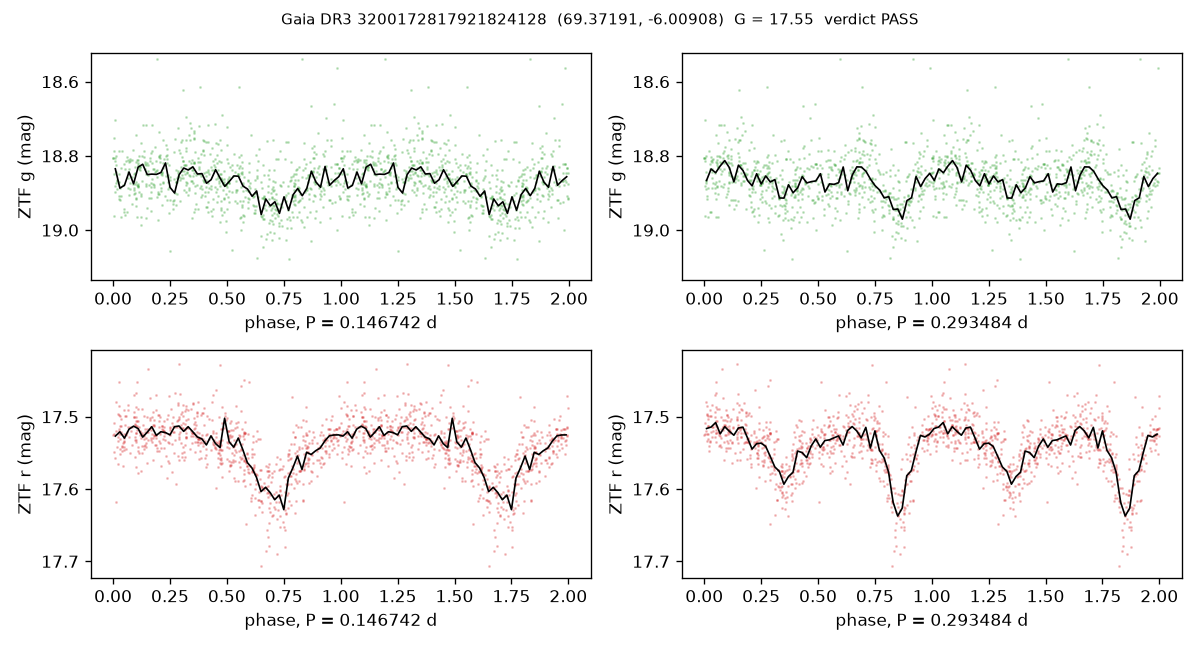 Gaia DR3 3200172817921824128  (69.37191, -6.00908)  G = 17.55  verdict PASS
ZTF g (mag)
18.6
18.8
19.0
0.00 0.25 0.50 0.75 1.00 1.25 1.50 1.75 2.00
phase, P = 0.146742 d
ZTF g (mag)
18.6
18.8
19.0
0.00 0.25 0.50 0.75 1.00 1.25 1.50 1.75 2.00
phase, P = 0.293484 d
ZTF r (mag)
17.5
17.6
17.7
0.00 0.25 0.50 0.75 1.00 1.25 1.50 1.75 2.00
phase, P = 0.146742 d
ZTF r (mag)
17.5
17.6
17.7
0.00 0.25 0.50 0.75 1.00 1.25 1.50 1.75 2.00
phase, P = 0.293484 d